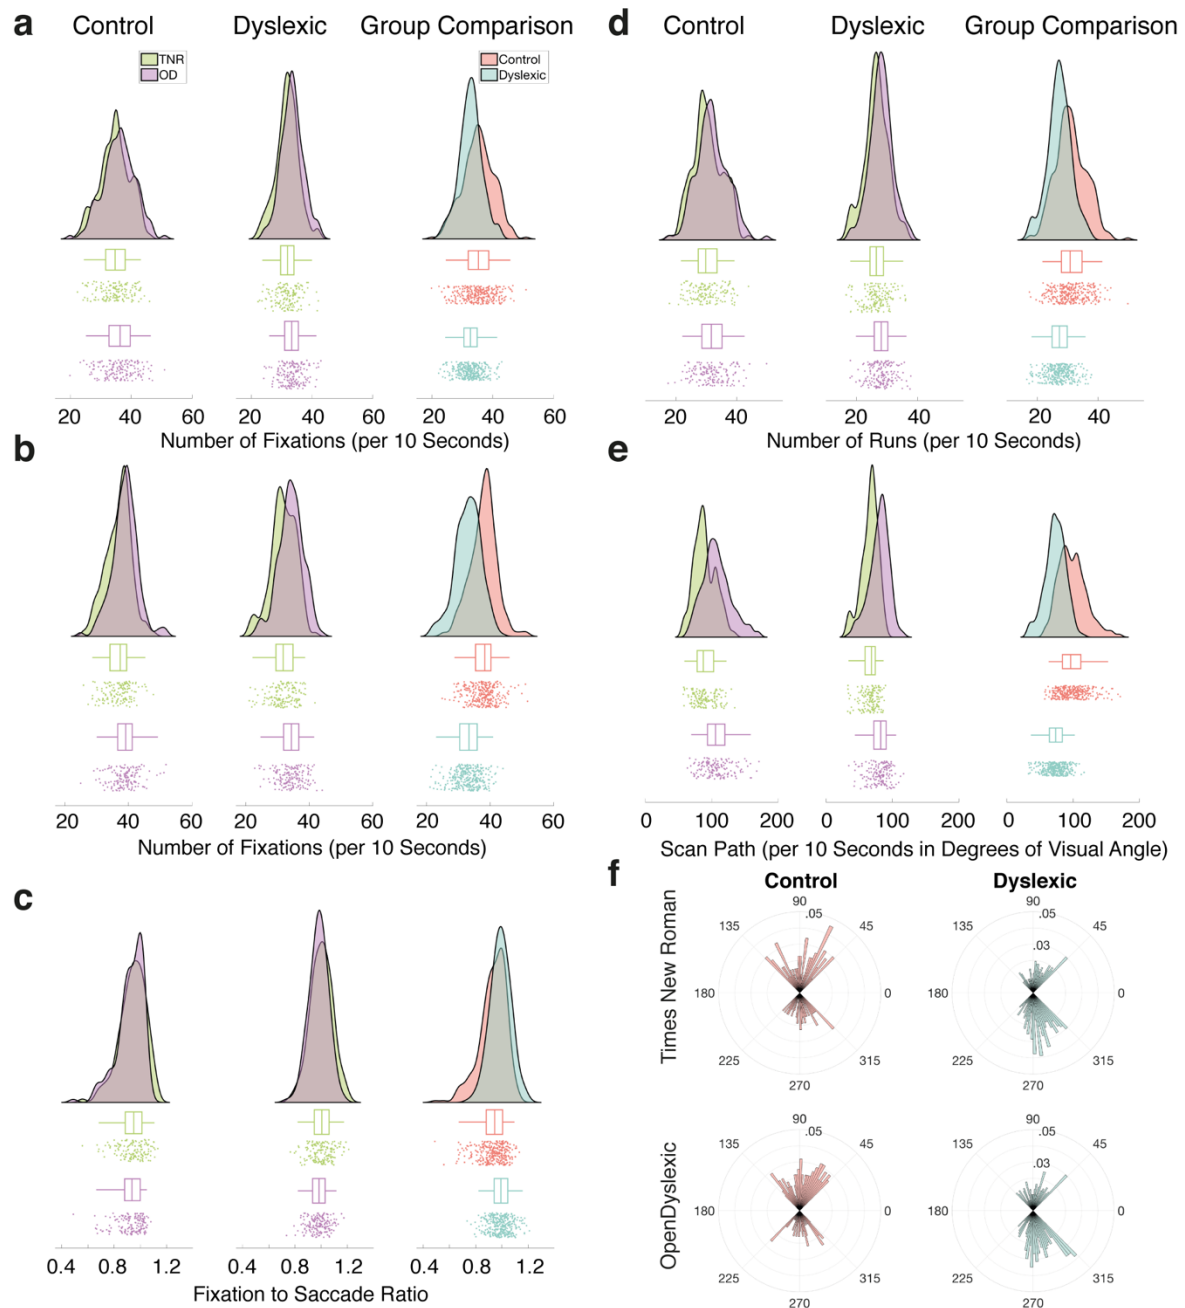 a
Control
Dyslexic
Group Comparison
TNR
OD
Control
Dyslexic
20 40 60 20 40 60 20 40 60
Number of Fixations (per 10 Seconds)
b
20 40 60 20 40 60 20 40 60
Number of Fixations (per 10 Seconds)
c
0.4 0.8 1.2 0.4 0.8 1.2 0.4 0.8 1.2
Fixation to Saccade Ratio
d
Control
Dyslexic
Group Comparison
20 40 20 40 20 40
Number of Runs (per 10 Seconds)
e
0 100 200 0 100 200 0 100 200
Scan Path (per 10 Seconds in Degrees of Visual Angle)
f
Control
Dyslexic
Times New Roman
90
.05
135
45
180
0
225
315
270
90
.05
.03
135
45
180
0
225
315
270
OpenDyslexic
90
.05
135
45
180
0
225
315
270
90
.05
.03
135
45
180
0
225
315
270